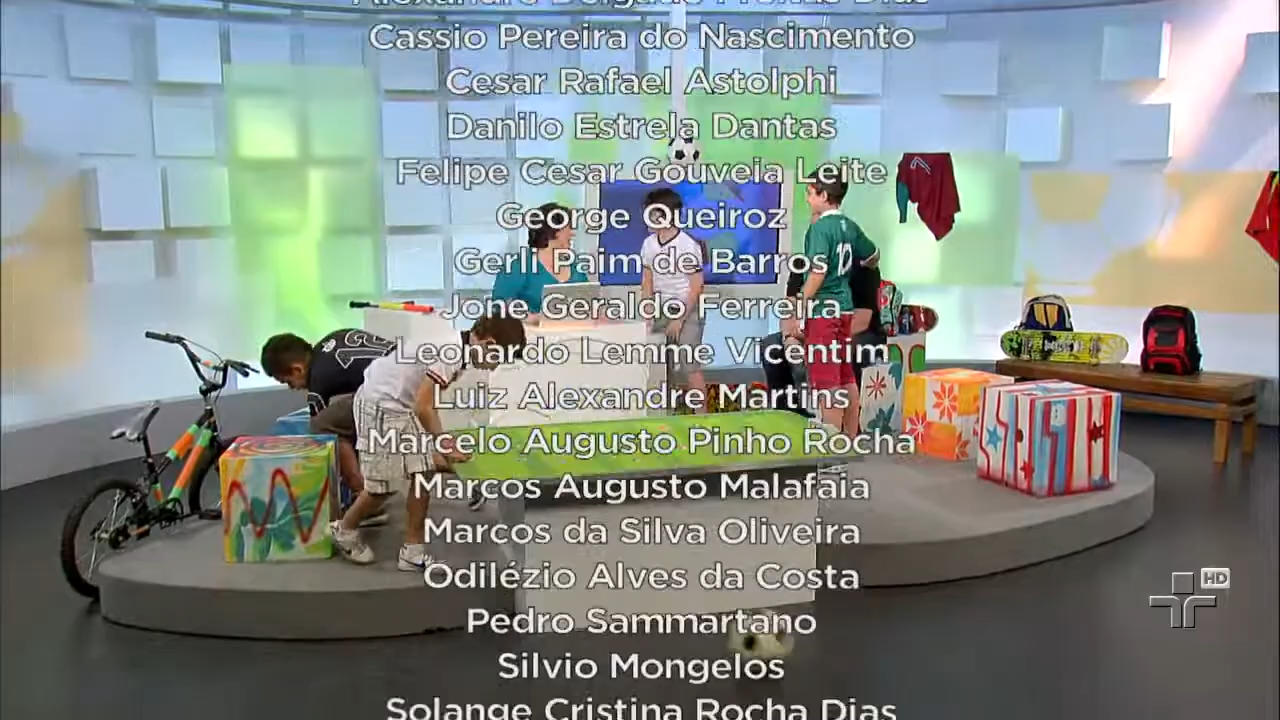 Cassio Pereira do Nascimento
Cesar Rafael Astolphi
Danilo Estrela Dantas
Felipe Cesar Gouveia Leite
George Queiroz
Gerli Paim de Barros
Jone Geraldo Ferreira
Leonardo Lemme Vicentim
Luiz Alexandre Martins
Marcelo Augusto Pinho Rocha
Marcos Augusto Malafaia
Marcos da Silva Oliveira
Odilézio Alves da Costa
Pedro Sammartano
Silvio Mongelos
Solange Cristina Rocha Dias
HD
10